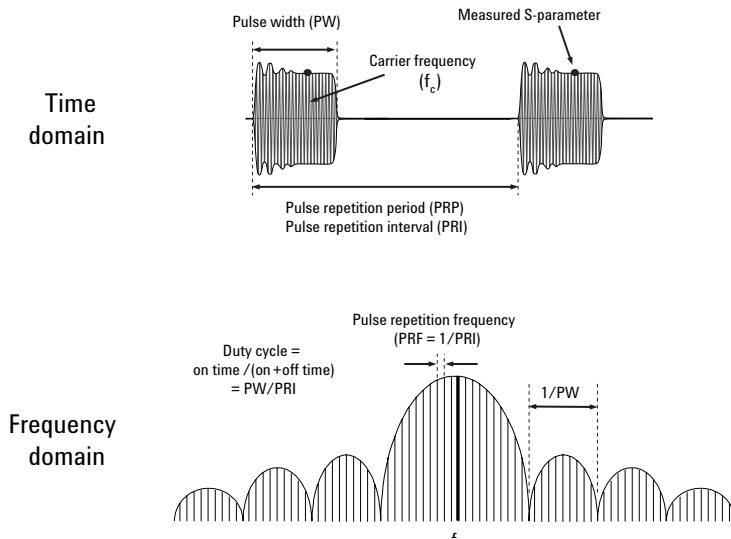 Pulse width (PW)
Measured S-parameter
Carrier frequency
(fc)
Time
domain
Pulse repetition period (PRP)
Pulse repetition interval (PRI)
Pulse repetition frequency
(PRF = 1/PRI)
Duty cycle =
on time /(on +off time)
= PW/PRI
1/PW
Frequency
domain